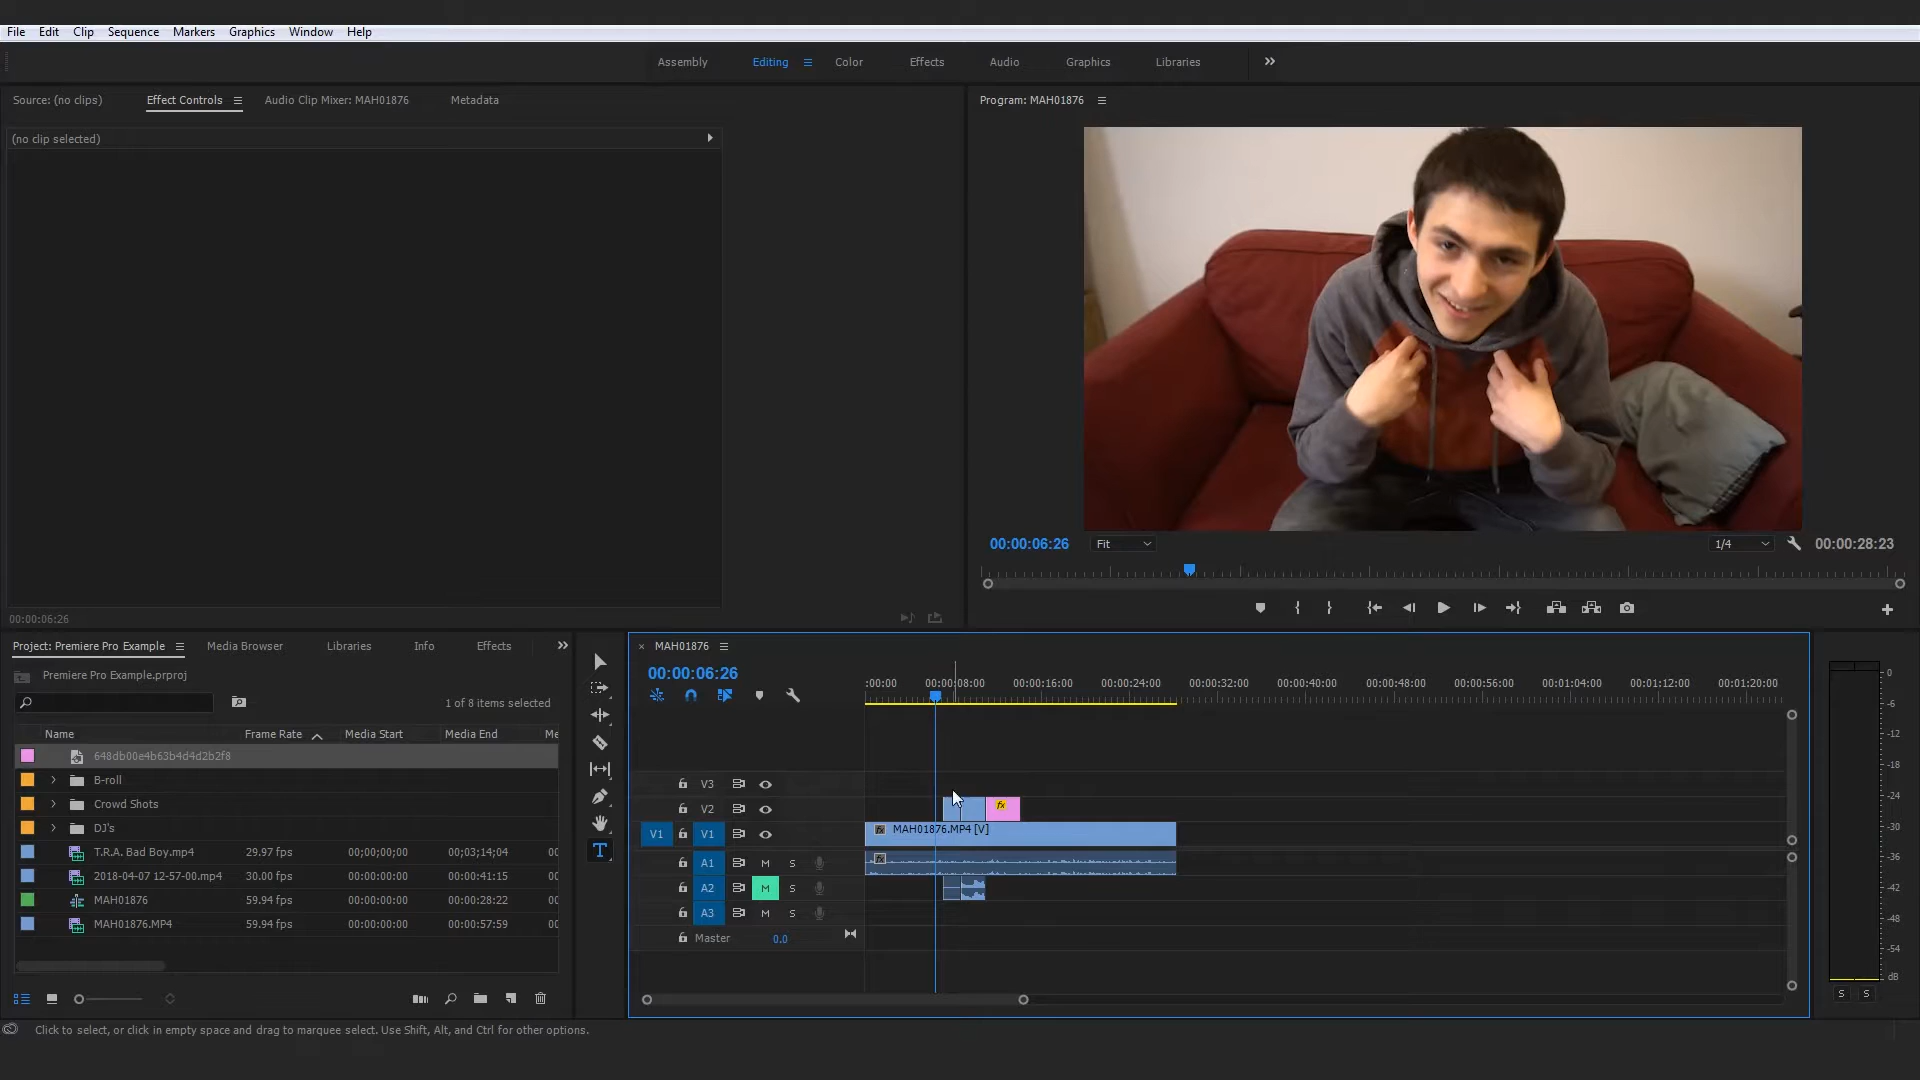 File Edit Clip Sequence Markers Graphics Window Help
Assembly Editing Color Effects Audio Graphics Libraries
Source: (no clips) Effect Controls Audio Clip Mixer: MAH01876 Metadata
(no clip selected)
00:00:06:26
Program: MAH01876
00:00:06:26 Fit 1/4 00:00:28:23
Project: Premiere Pro Example Media Browser Libraries Info Effects
Premiere Pro Example.prproj
1 of 8 items selected
Name Frame Rate Media Start Media End Me
648db00e4b63b4d4d2b2f8
B-roll
Crowd Shots
DJ's
T.R.A. Bad Boy.mp4 29.97 fps 00;00;00;00 00;03;14;04 00
2018-04-07 12-57-00.mp4 30.00 fps 00:00:00:00 00:00:41:15 00
MAH01876 59.94 fps 00:00:00:00 00:00:28:22 00
MAH01876.MP4 59.94 fps 00:00:00:00 00:00:57:59 00
MAH01876
00:00:06:26
:00:00 00:00:08:00 00:00:16:00 00:00:24:00 00:00:32:00 00:00:40:00 00:00:48:00 00:00:56:00 00:01:04:00 00:01:12:00 00:01:20:00
V3
V2 fx
V1 V1 fx MAH01876.MP4 [V]
A1 M S fx
A2 M S
A3 M S
Master 0.0
0
-6
-12
-18
-24
-30
-36
-42
-48
-54
dB
S S
Click to select, or click in empty space and drag to marquee select. Use Shift, Alt, and Ctrl for other options.